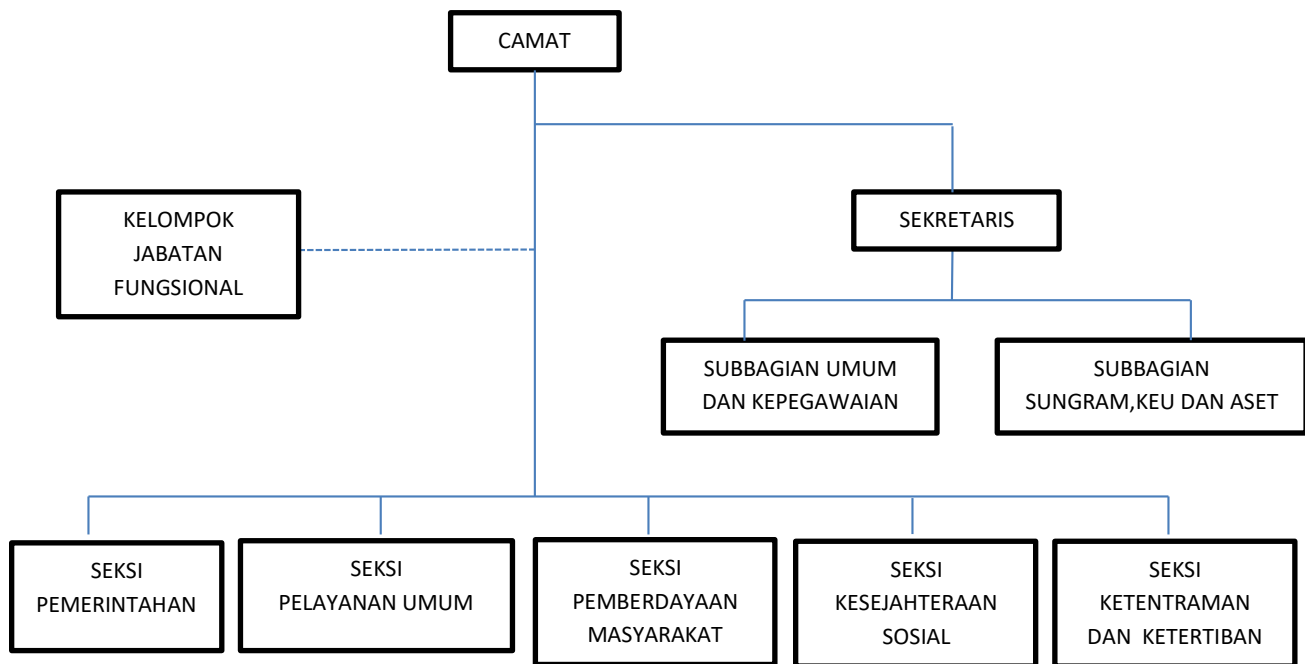 CAMAT
KELOMPOK
JABATAN
FUNGSIONAL
SEKRETARIS
SUBBAGIAN UMUM
DAN KEPEGAWAIAN
SUBBAGIAN
SUNGRAM,KEU DAN ASET
SEKSI
PEMERINTAHAN
SEKSI
PELAYANAN UMUM
SEKSI
PEMBERDAYAAN
MASYARAKAT
SEKSI
KESEJAHTERAAN
SOSIAL
SEKSI
KETENTRAMAN
DAN KETERTIBAN